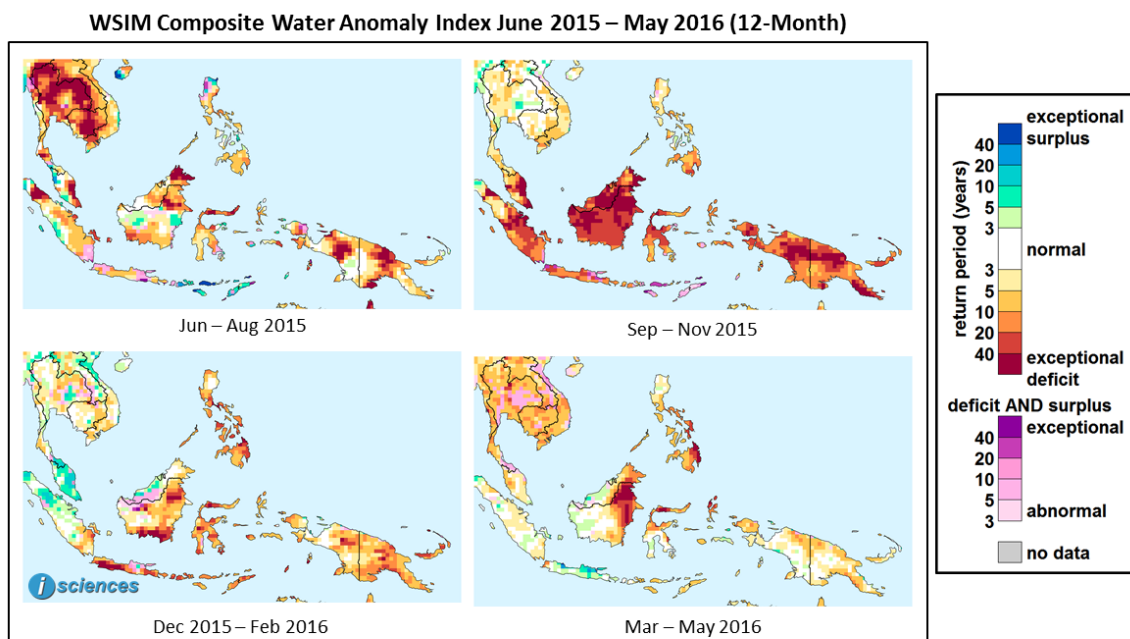 WSIM Composite Water Anomaly Index June 2015 – May 2016 (12-Month)
Jun – Aug 2015
Sep – Nov 2015
i sciences
Dec 2015 – Feb 2016
Mar – May 2016
return period (years)
exceptional
surplus
40
20
10
5
3
normal
3
5
10
20
40
exceptional
deficit
deficit AND surplus
exceptional
40
20
10
5
3
abnormal
no data